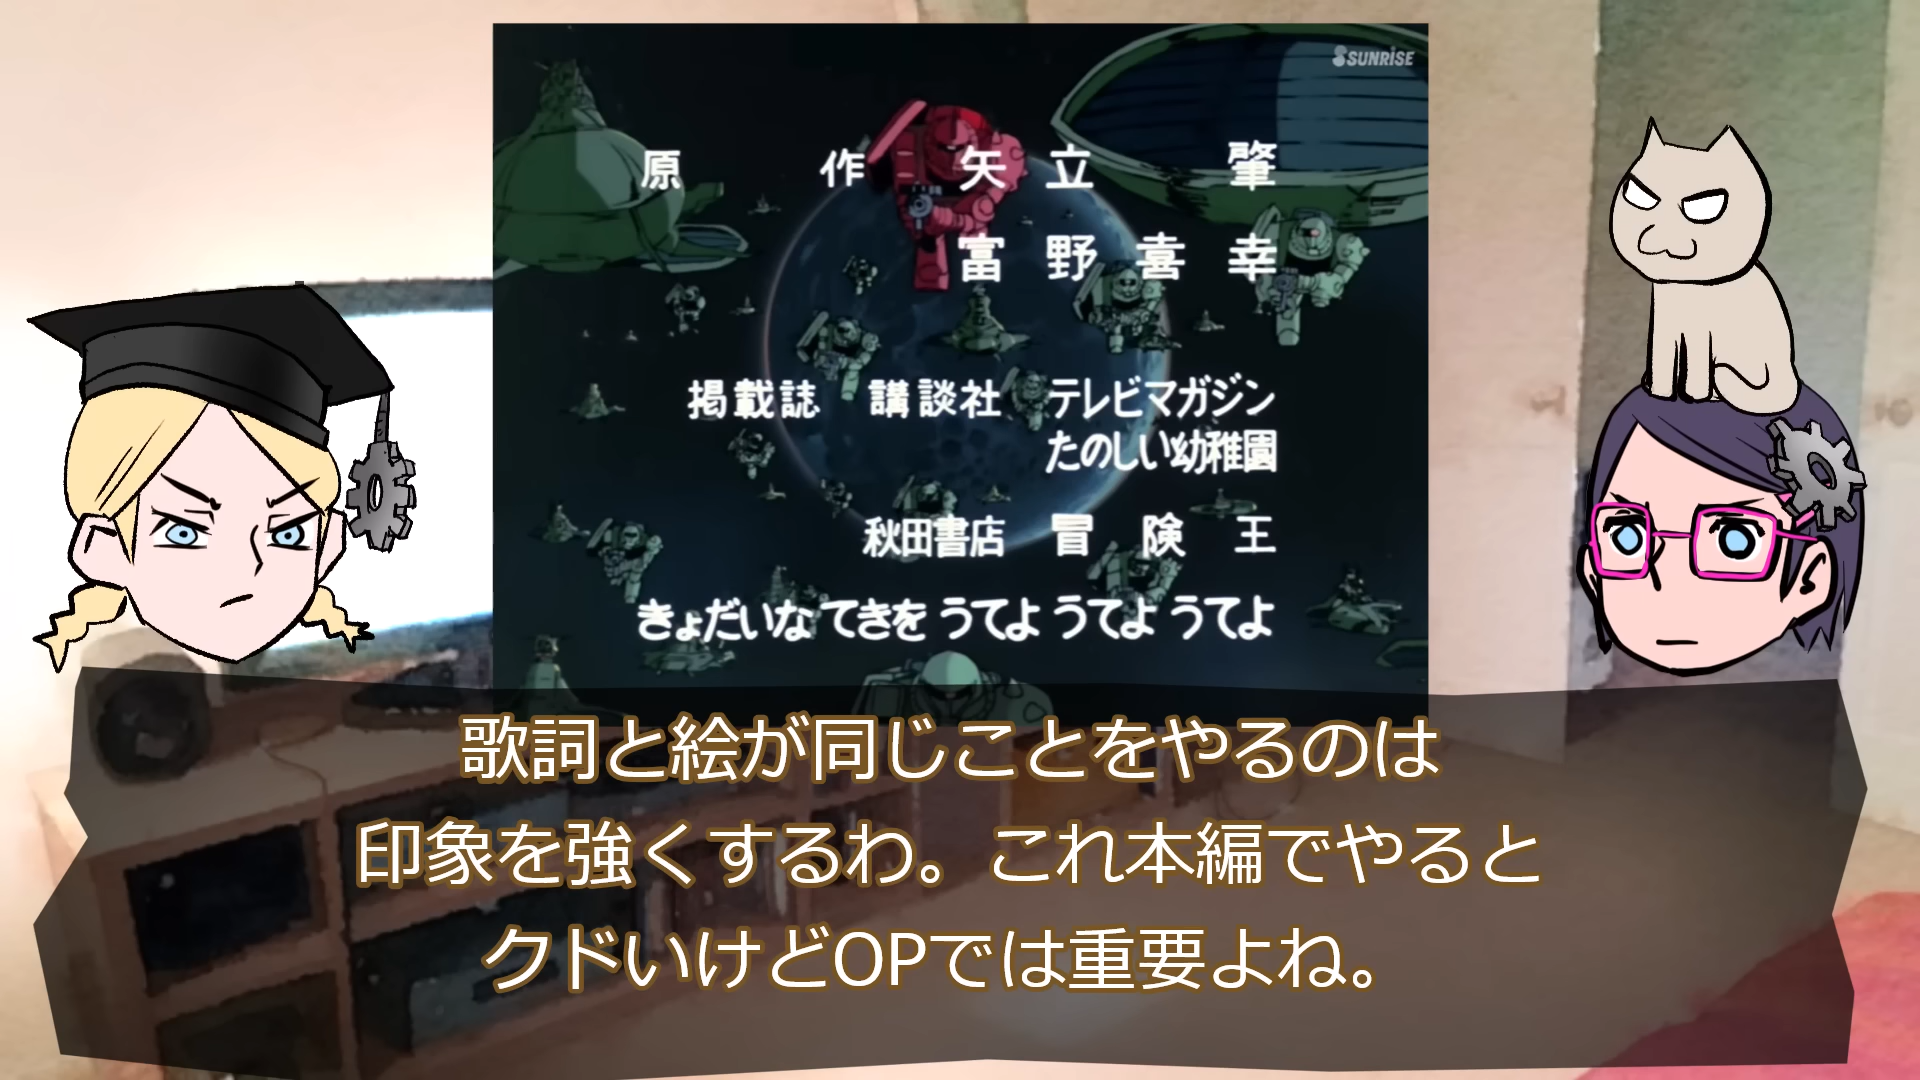 SUNRISE
原作 矢立肇
富野喜幸
掲載誌 講談社 テレビマガジン
たのしい幼稚園
秋田書店 冒険王
きょだいな てきを うてよ うてよ うてよ
歌詞と絵が同じことをやるのは
印象を強くするわ。これ本編でやると
クドいけどOPでは重要よね。